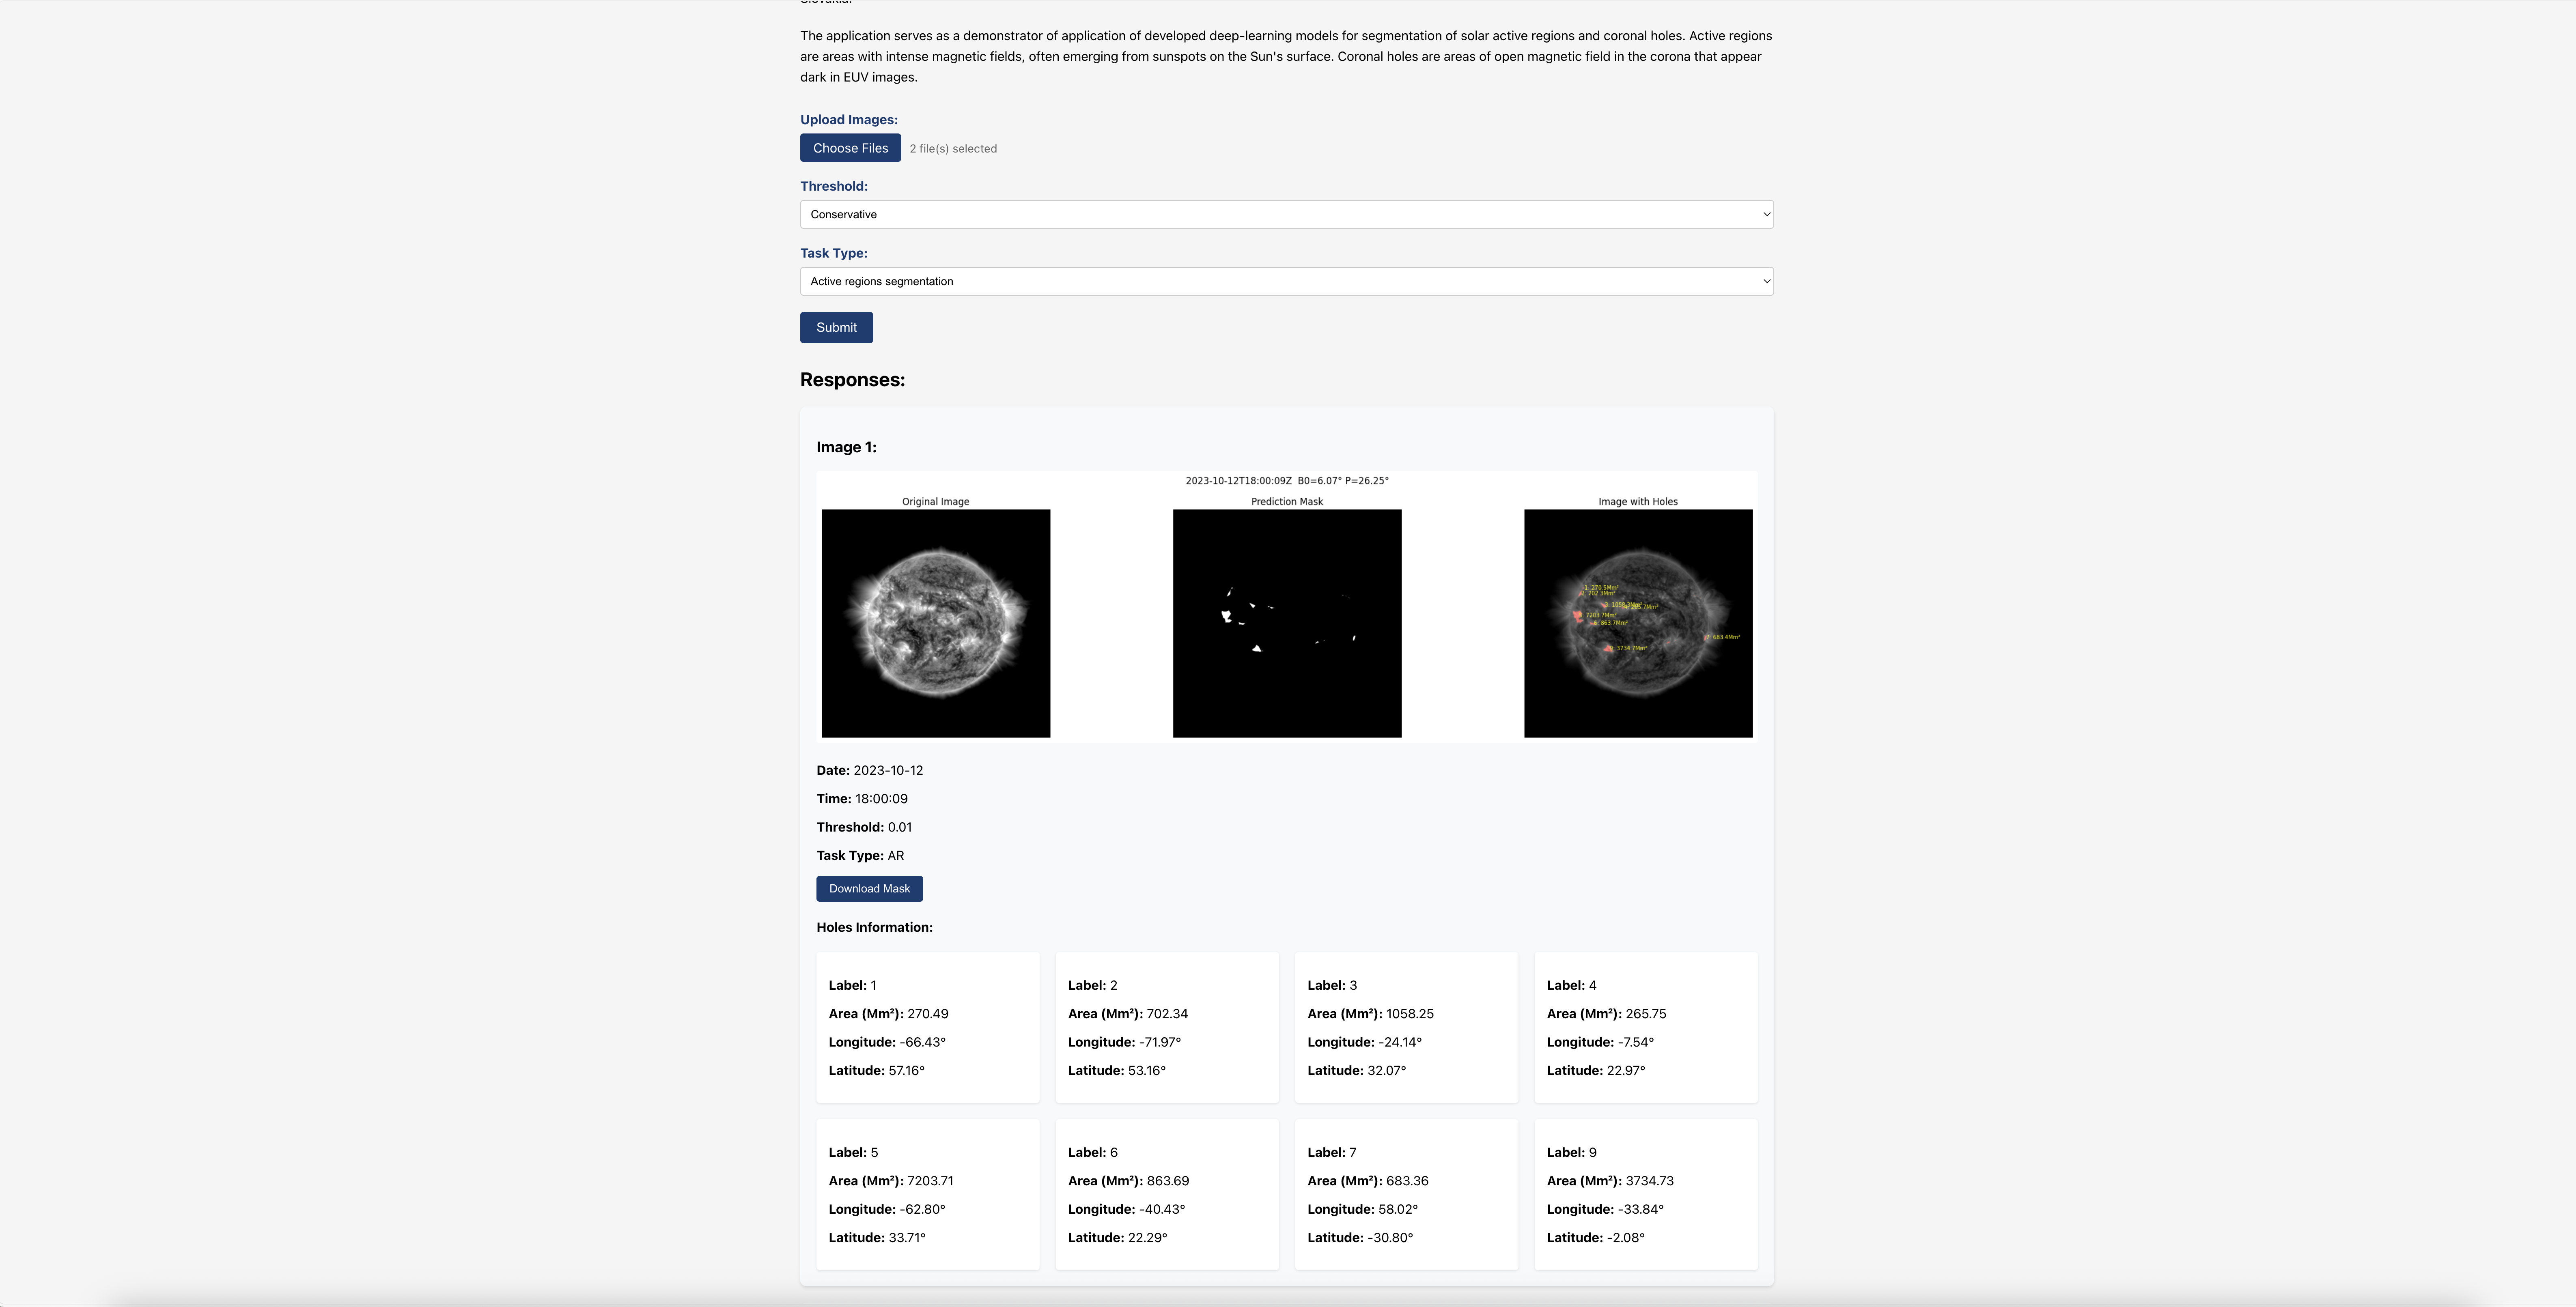 The application serves as a demonstrator of application of developed deep-learning models for segmentation of solar active regions and coronal holes. Active regions
are areas with intense magnetic fields, often emerging from sunspots on the Sun's surface. Coronal holes are areas of open magnetic field in the corona that appear
dark in EUV images.
Upload Images:
Choose Files 2 file(s) selected
Threshold:
Conservative
Task Type:
Active regions segmentation
Submit
Responses:
Image 1:
2023-10-12T18:00:09Z B0=6.07° P=26.25°
Original Image Prediction Mask Image with Holes
702.3Mm²
7203.7Mm²
863.7Mm²
683.4Mm²
3734.7Mm²
Date: 2023-10-12
Time: 18:00:09
Threshold: 0.01
Task Type: AR
Download Mask
Holes Information:
Label: 1 Label: 2 Label: 3 Label: 4
Area (Mm²): 270.49 Area (Mm²): 702.34 Area (Mm²): 1058.25 Area (Mm²): 265.75
Longitude: -66.43° Longitude: -71.97° Longitude: -24.14° Longitude: -7.54°
Latitude: 57.16° Latitude: 53.16° Latitude: 32.07° Latitude: 22.97°
Label: 5 Label: 6 Label: 7 Label: 9
Area (Mm²): 7203.71 Area (Mm²): 863.69 Area (Mm²): 683.36 Area (Mm²): 3734.73
Longitude: -62.80° Longitude: -40.43° Longitude: 58.02° Longitude: -33.84°
Latitude: 33.71° Latitude: 22.29° Latitude: -30.80° Latitude: -2.08°